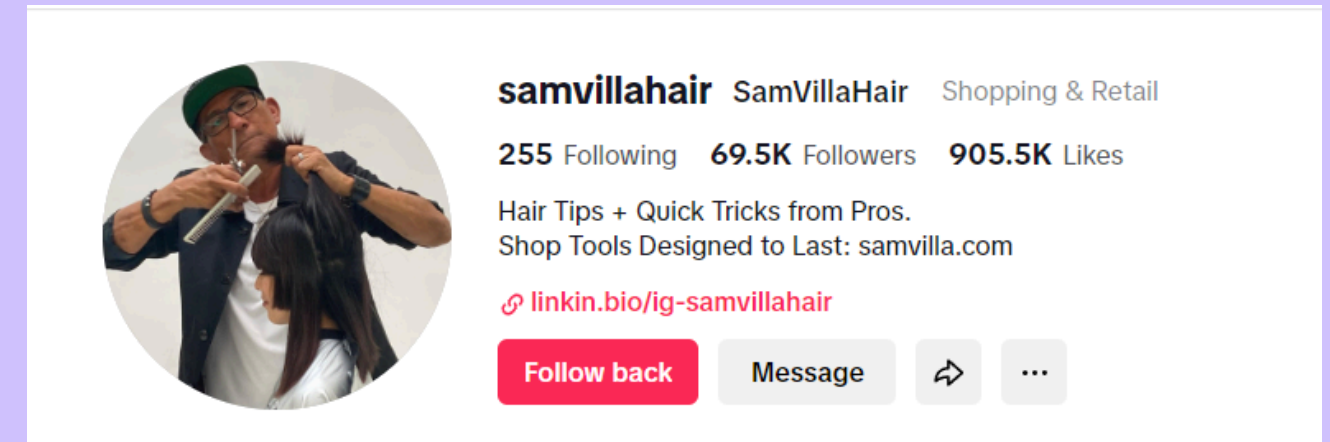 samvillahair SamVillaHair Shopping & Retail
255 Following 69.5K Followers 905.5K Likes
Hair Tips + Quick Tricks from Pros.
Shop Tools Designed to Last: samvilla.com
linkin.bio/ig-samvillahair
Follow back Message